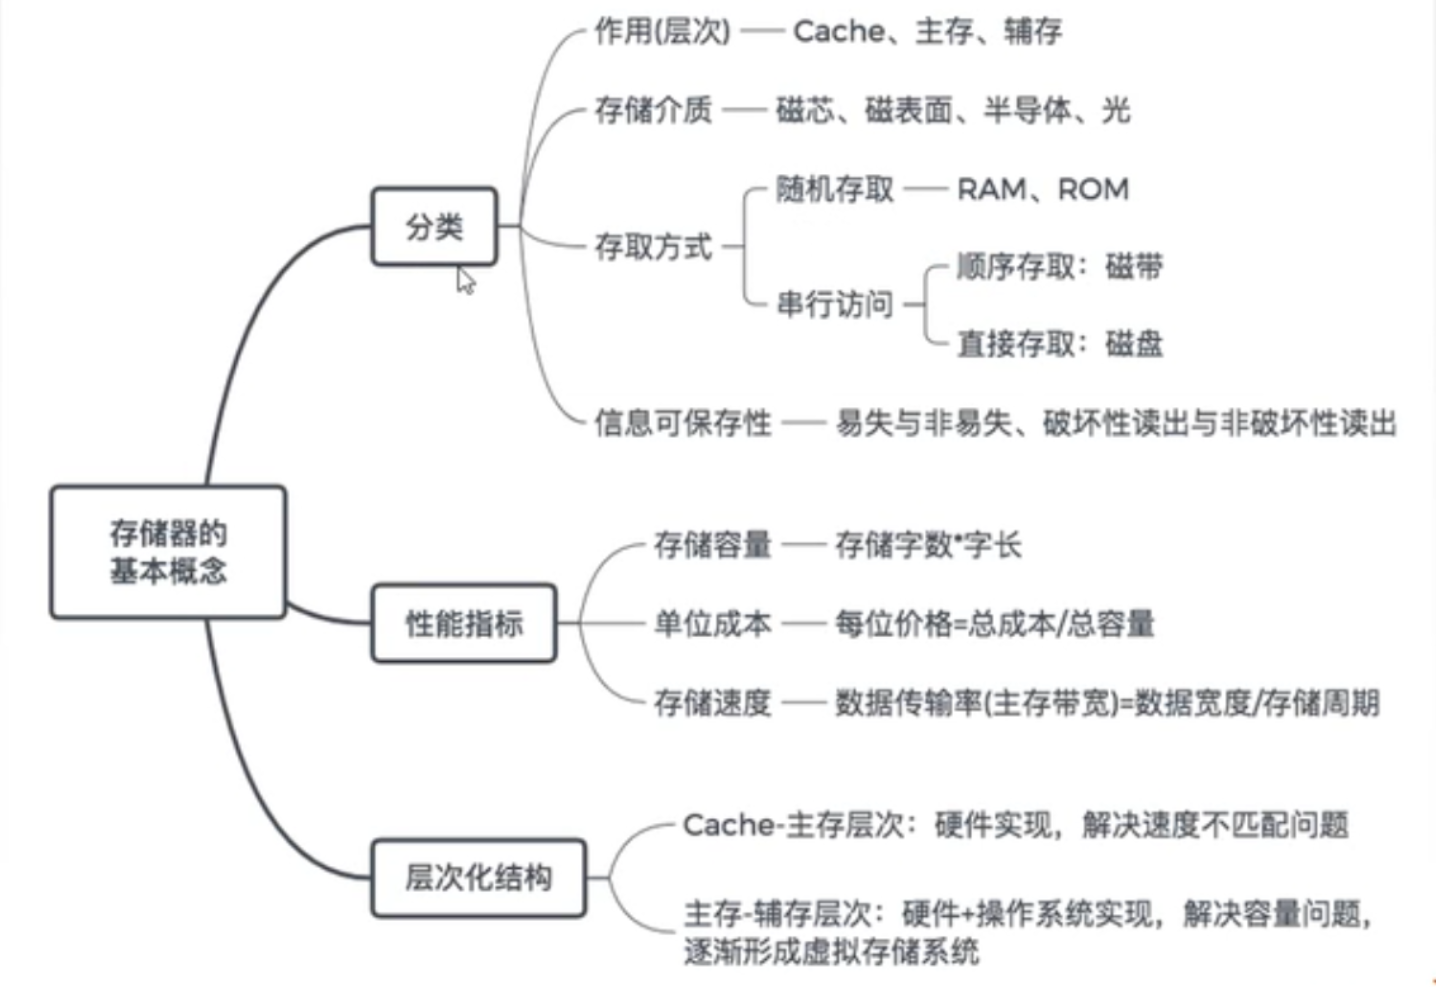 作用(层次)
Cache、主存、辅存
存储介质
磁芯、磁表面、半导体、光
分类
存取方式
随机存取
RAM、ROM
串行访问
顺序存取：磁带
直接存取：磁盘
信息可保存性
易失与非易失、破坏性读出与非破坏性读出
存储器的
基本概念
性能指标
存储容量
存储字数*字长
单位成本
每位价格=总成本/总容量
存储速度
数据传输率(主存带宽)=数据宽度/存储周期
层次化结构
Cache-主存层次：硬件实现，解决速度不匹配问题
主存-辅存层次：硬件+操作系统实现，解决容量问题，
逐渐形成虚拟存储系统